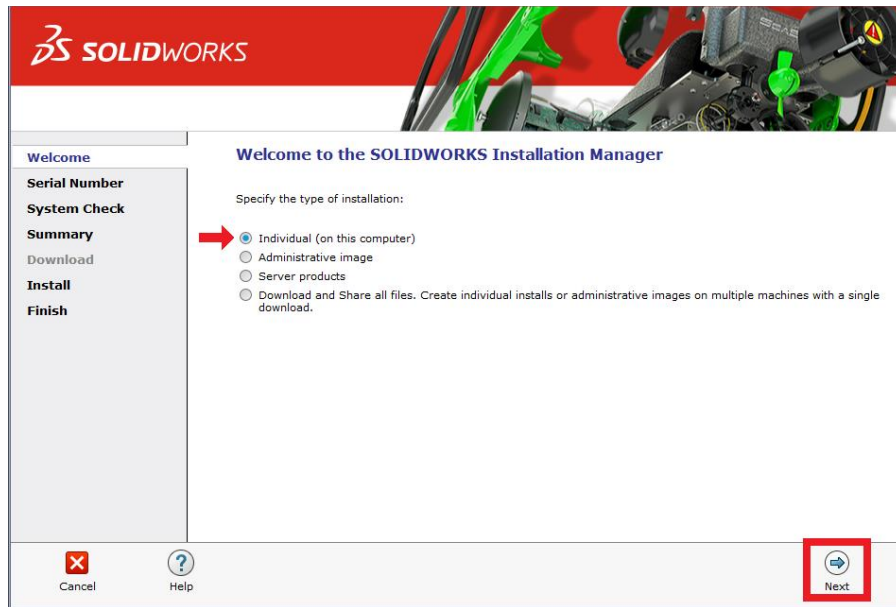 SOLIDWORKS
Welcome
Serial Number
System Check
Summary
Download
Install
Finish
Welcome to the SOLIDWORKS Installation Manager
Specify the type of installation:
Individual (on this computer)
Administrative image
Server products
Download and Share all files. Create individual installs or administrative images on multiple machines with a single
download.
Cancel
Help
Next